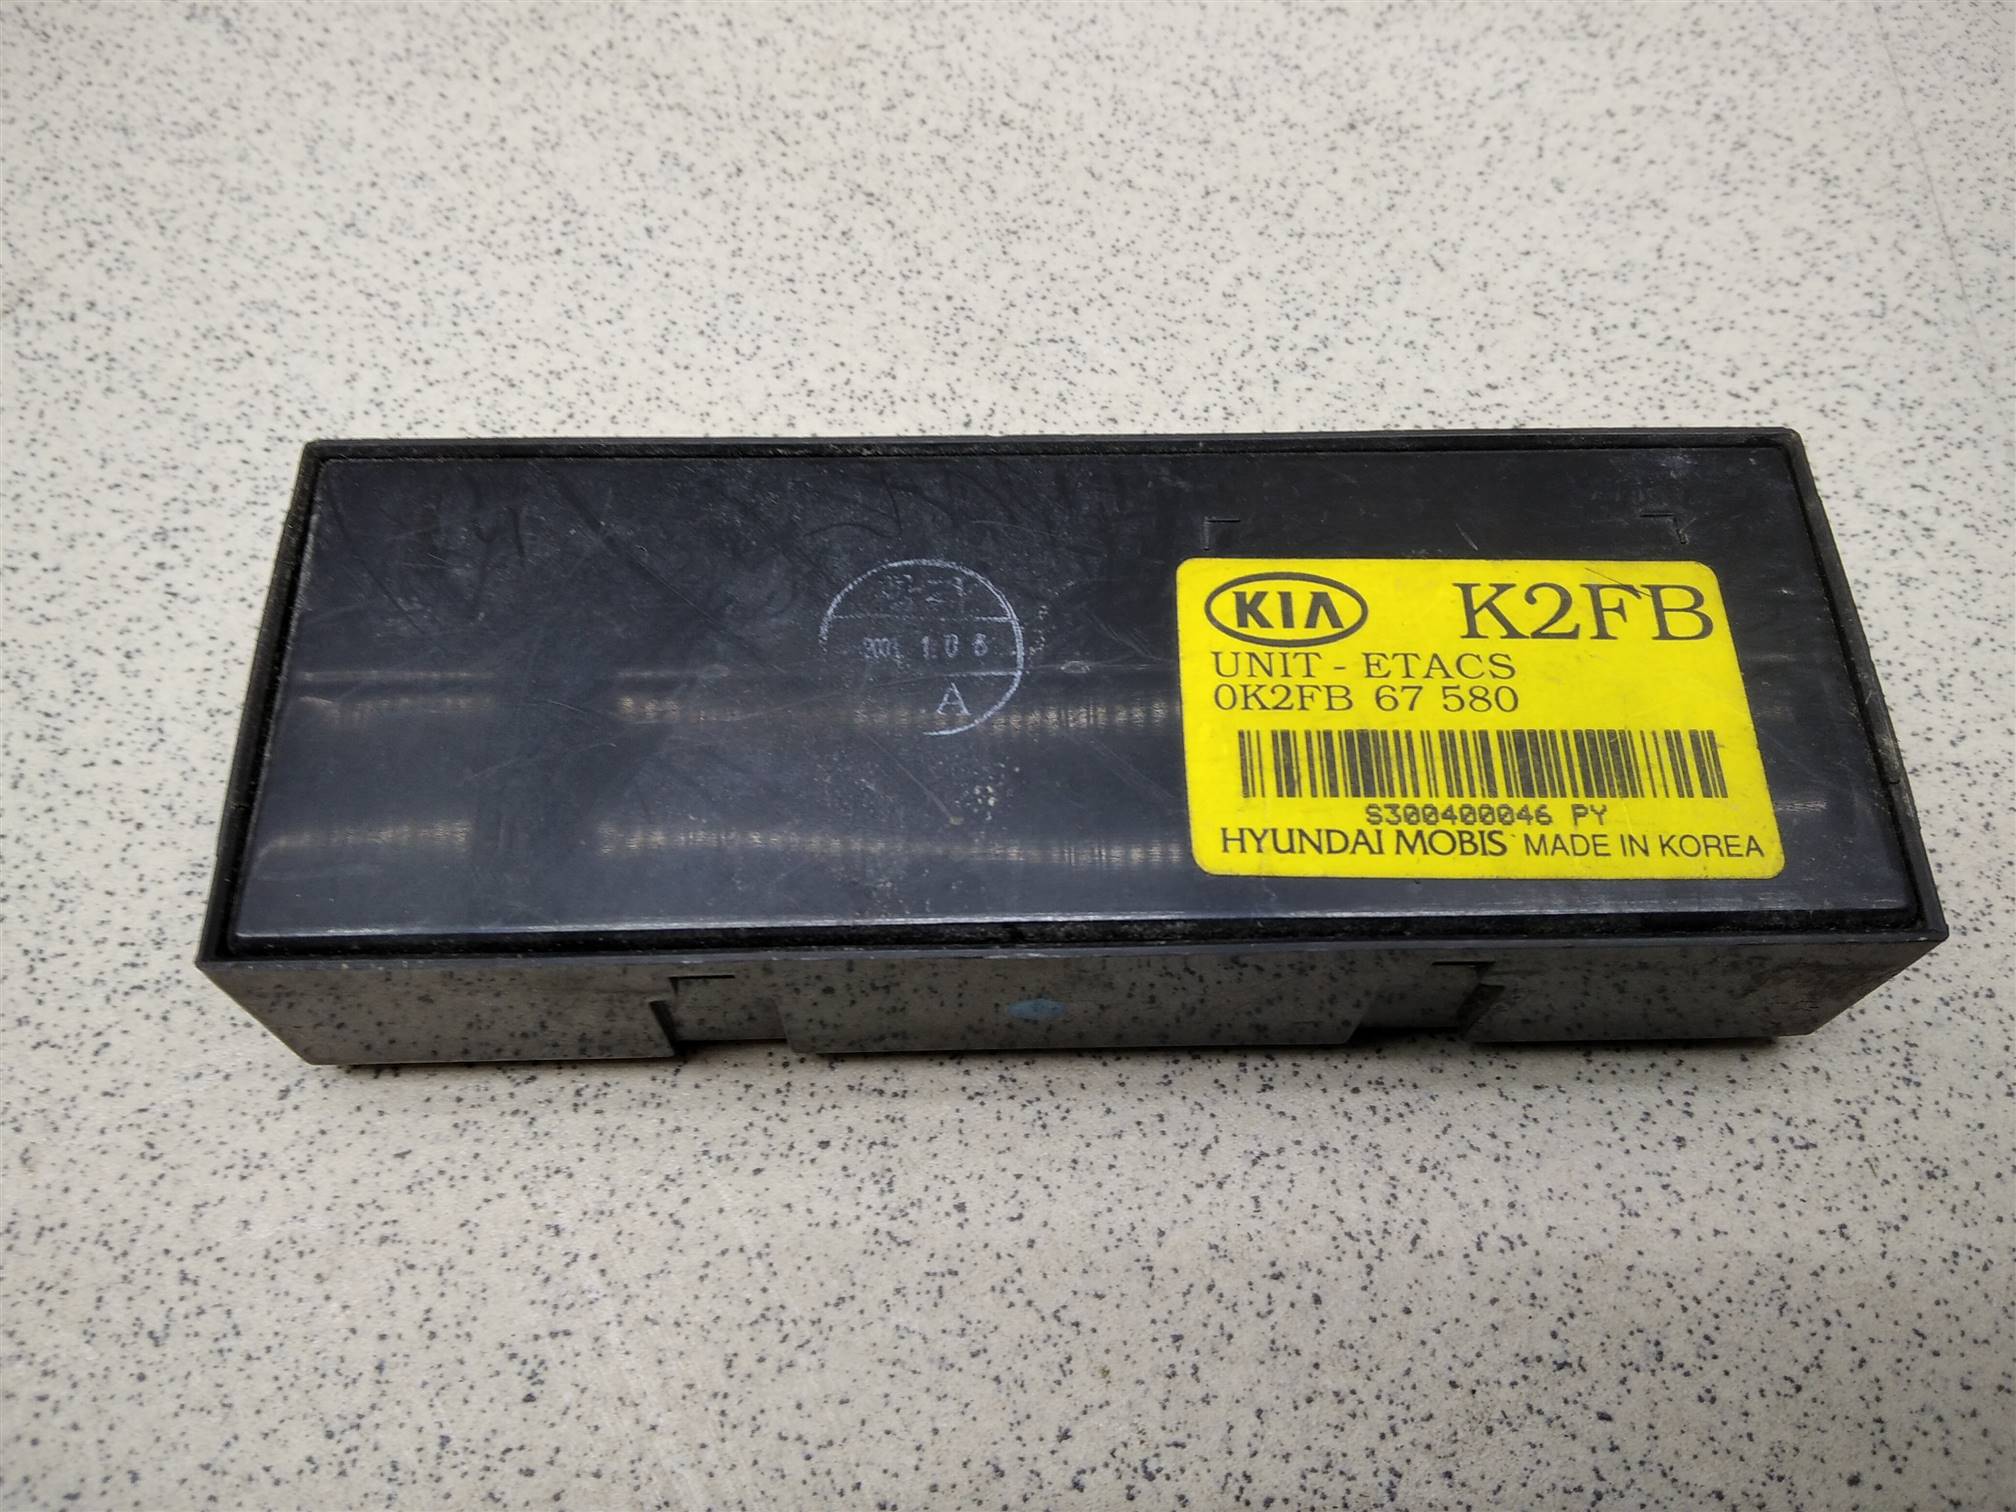 KIA K2FB
UNIT - ETACS
0K2FB 67 580
S300400046 PY
HYUNDAI MOBIS MADE IN KOREA
A